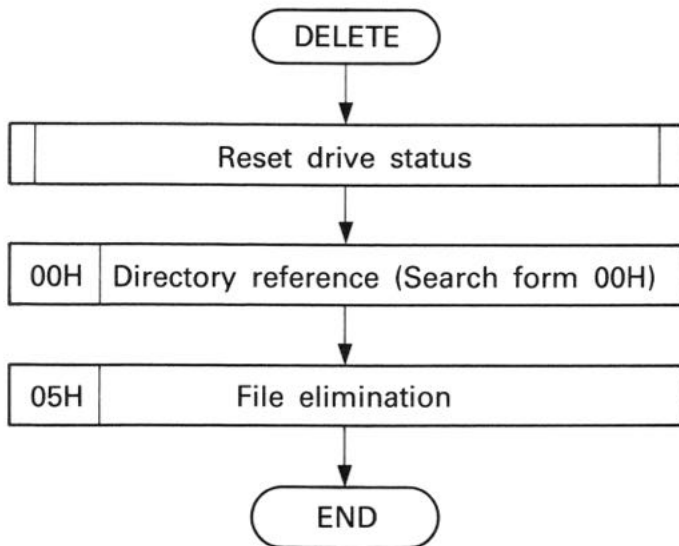 DELETE
Reset drive status
00H Directory reference (Search form 00H)
05H File elimination
END